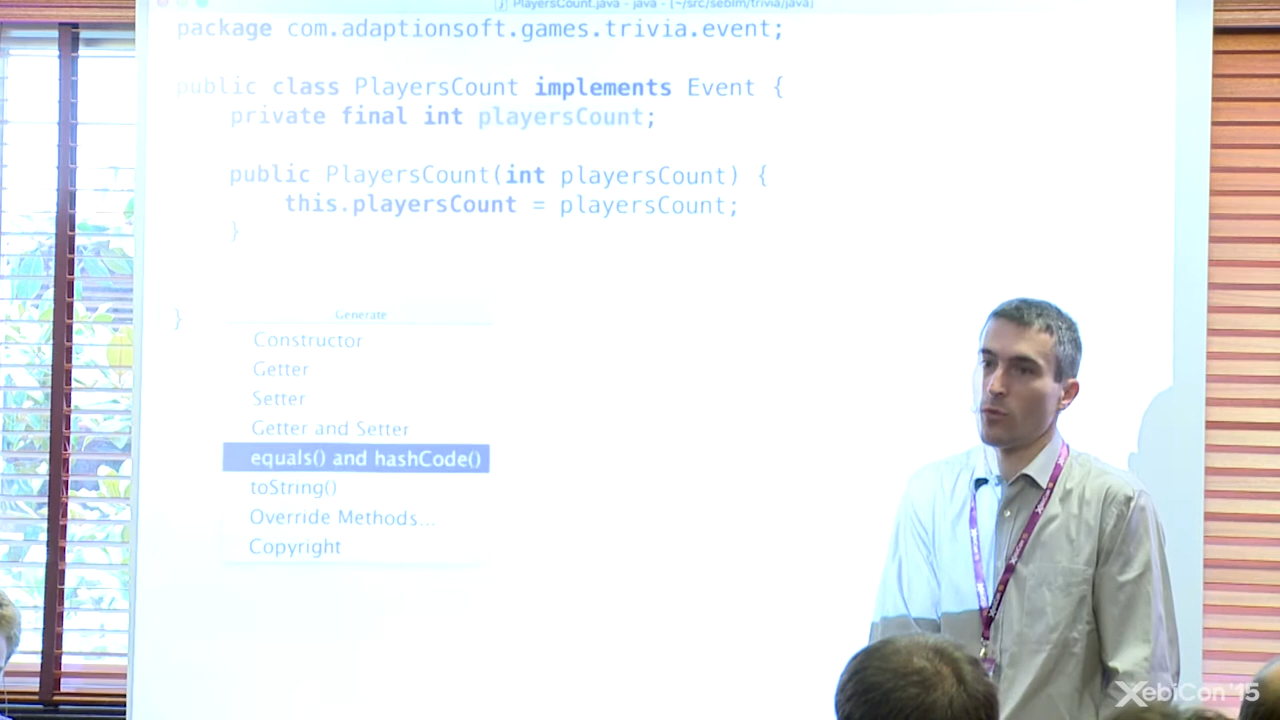 PlayersCount.java - java - [~/src/seblm/trivia/java]
package com.adaptionsoft.games.trivia.event;
public class PlayersCount implements Event {
private final int playersCount;
public PlayersCount(int playersCount) {
this.playersCount = playersCount;
}
}
Generate
Constructor
Getter
Setter
Getter and Setter
equals() and hashCode()
toString()
Override Methods...
Copyright
XebiCon'15